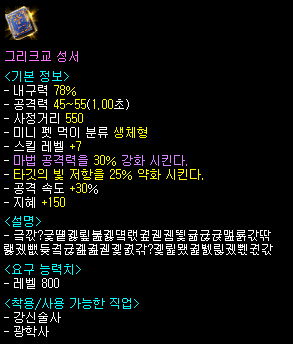 그리크교 성서
<기본 정보>
- 내구력 78%
- 공격력 45~55(1.00초)
- 사정거리 550
- 미니 펫 먹이 분류 생체형
- 스킬 레벨 +7
- 마법 공격력을 30% 강화 시킨다.
- 타깃의 빛 저항을 25% 약화 시킨다.
- 공격 속도 +30%
- 지혜 +150
<설명>
<요구 능력치>
- 레벨 800
<착용/사용 가능한 직업>
- 강신술사
- 광학사